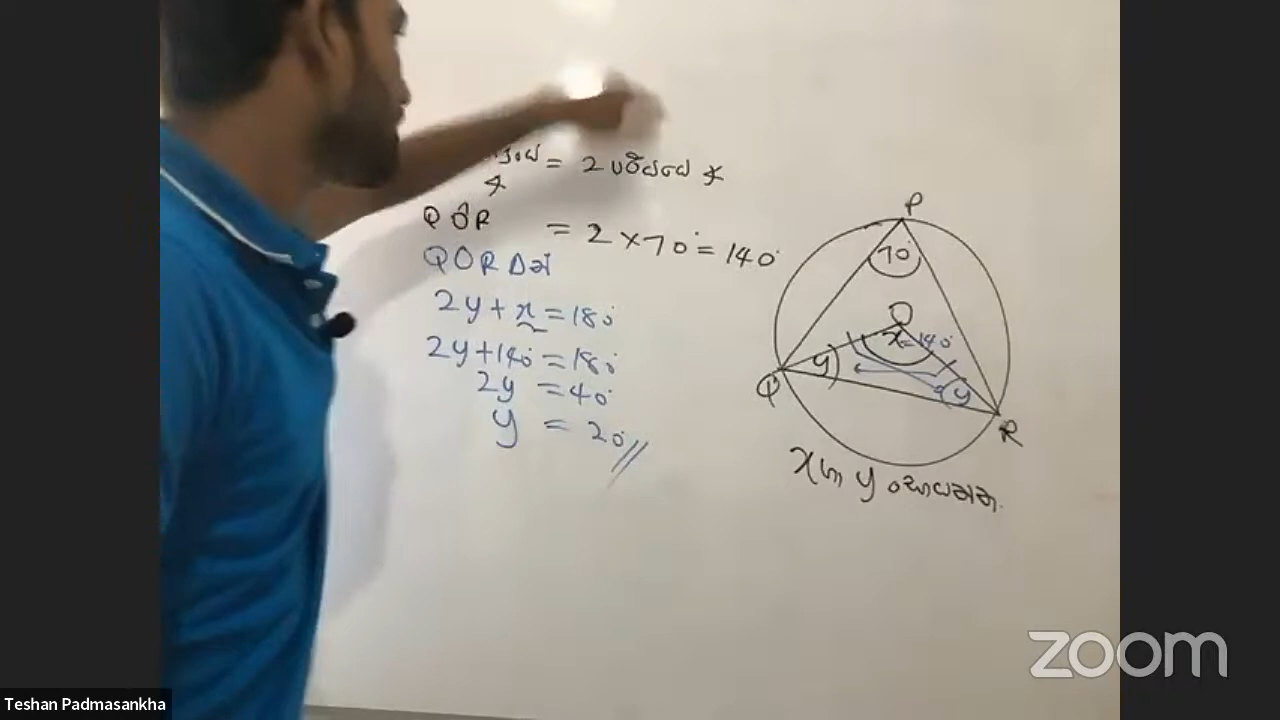 = 2 පරිධියේ ∢
∢
QÔR = 2 × 70° = 140°
QÔR Δයේ
2y + x = 180°
2y + 140° = 180°
2y = 40°
y = 20° //
P
70°
O
x = 140°
y
y
Q
R
x හා y සොයන්න.
zoom
Teshan Padmasankha